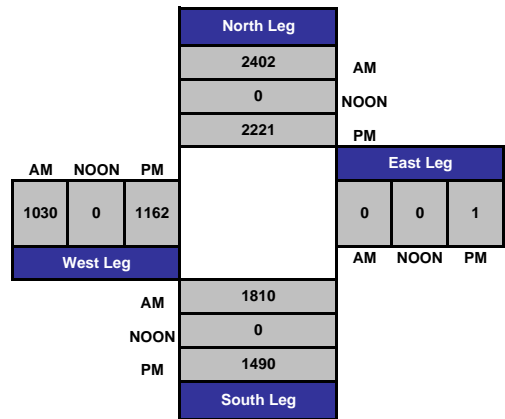 North Leg
2402 AM
0 NOON
2221 PM
East Leg
AM NOON PM
1030 0 1162
0 0 1
West Leg
AM NOON PM
AM 1810
NOON 0
PM 1490
South Leg